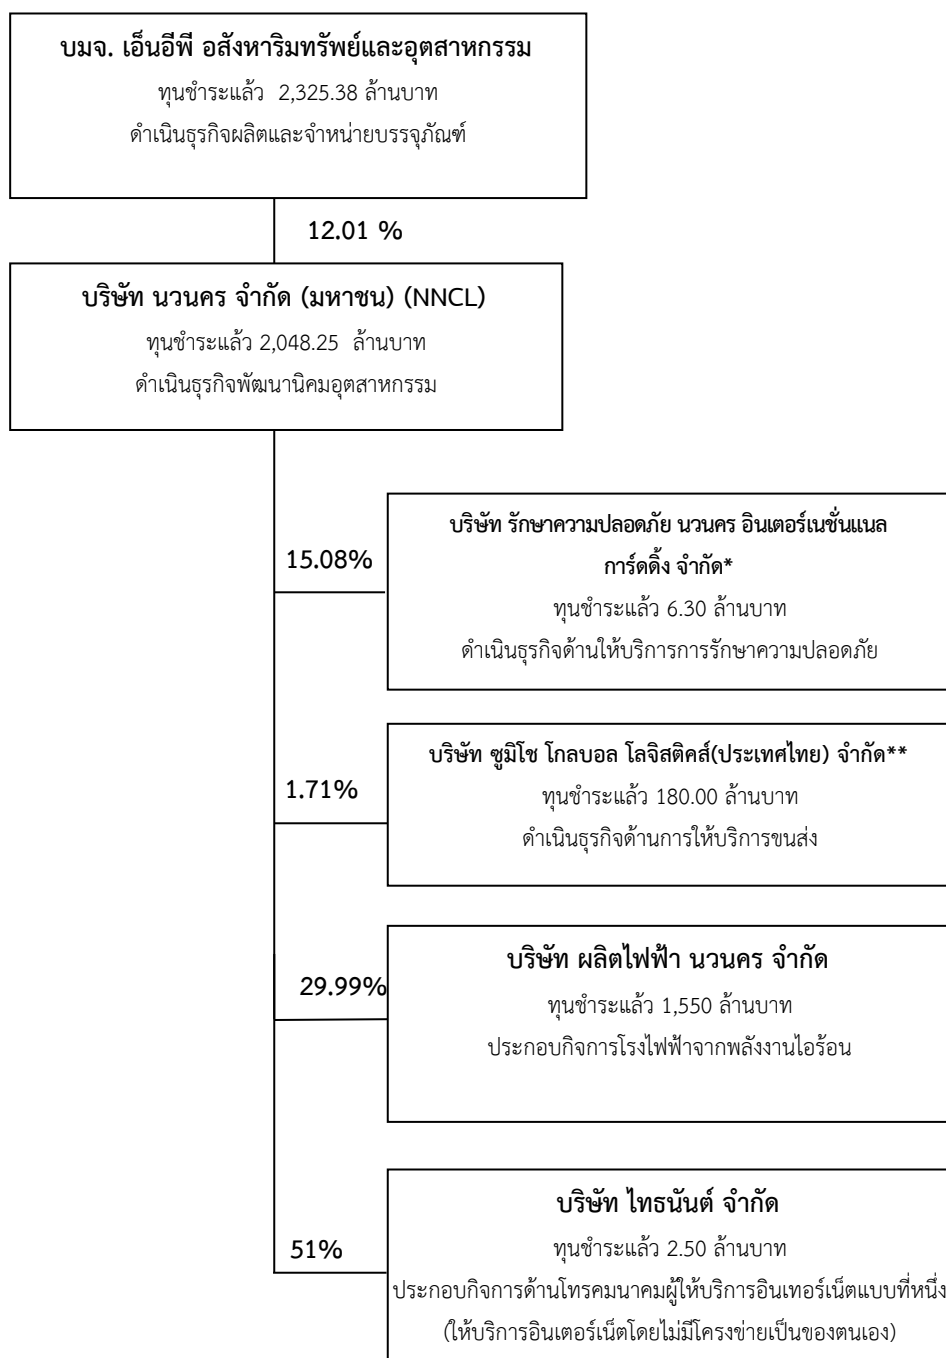 บมจ. เอ็นอีพี อสังหาริมทรัพย์และอุตสาหกรรม
ทุนชำระแล้ว 2,325.38 ล้านบาท
ดำเนินธุรกิจผลิตและจำหน่ายบรรจุภัณฑ์
12.01 %
บริษัท นวนคร จำกัด (มหาชน) (NNCL)
ทุนชำระแล้ว 2,048.25 ล้านบาท
ดำเนินธุรกิจพัฒนานิคมอุตสาหกรรม
15.08%
บริษัท รักษาความปลอดภัย นวนคร อินเตอร์เนชั่นแนล
การ์ดดิ้ง จำกัด*
ทุนชำระแล้ว 6.30 ล้านบาท
ดำเนินธุรกิจด้านให้บริการการรักษาความปลอดภัย
1.71%
บริษัท ซูมิโช โกลบอล โลจิสติคส์(ประเทศไทย) จำกัด**
ทุนชำระแล้ว 180.00 ล้านบาท
ดำเนินธุรกิจด้านการให้บริการขนส่ง
29.99%
บริษัท ผลิตไฟฟ้า นวนคร จำกัด
ทุนชำระแล้ว 1,550 ล้านบาท
ประกอบกิจการโรงไฟฟ้าจากพลังงานไอร้อน
51%
บริษัท ไทธนันต์ จำกัด
ทุนชำระแล้ว 2.50 ล้านบาท
ประกอบกิจการด้านโทรคมนาคมผู้ให้บริการอินเทอร์เน็ตแบบที่หนึ่ง
(ให้บริการอินเตอร์เน็ตโดยไม่มีโครงข่ายเป็นของตนเอง)